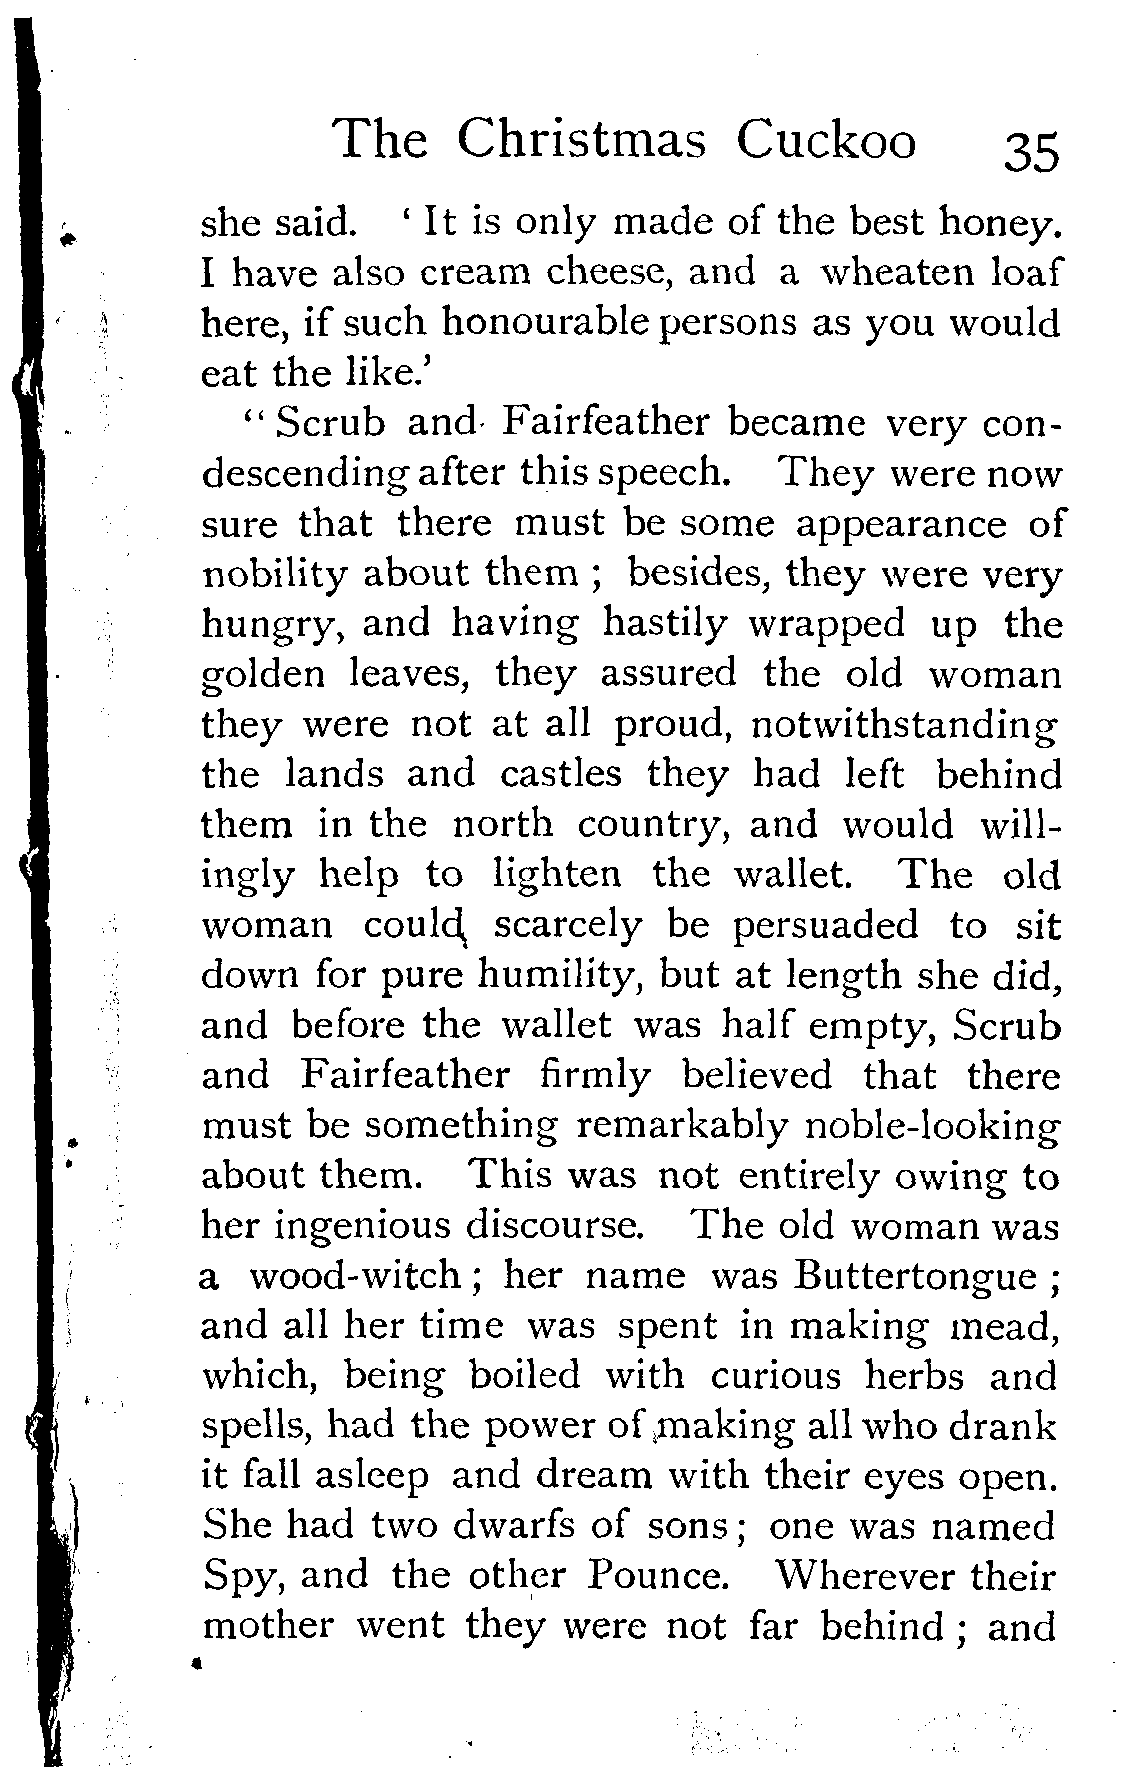 The Christmas Cuckoo 35
she said. ‘ It is only made of the best honey.
I have also cream cheese, and a wheaten loaf
here, if such honourable persons as you would
eat the like.’
“ Scrub and Fairfeather became very con-
descending after this speech. They were now
sure that there must be some appearance of
nobility about them ; besides, they were very
hungry, and having hastily wrapped up the
golden leaves, they assured the old woman
they were not at all proud, notwithstanding
the lands and castles they had left behind
them in the north country, and would will-
ingly help to lighten the wallet. The old
woman could scarcely be persuaded to sit
down for pure humility, but at length she did,
and before the wallet was half empty, Scrub
and Fairfeather firmly believed that there
must be something remarkably noble-looking
about them. This was not entirely owing to
her ingenious discourse. The old woman was
a wood-witch ; her name was Buttertongue ;
and all her time was spent in making mead,
which, being boiled with curious herbs and
spells, had the power of making all who drank
it fall asleep and dream with their eyes open.
She had two dwarfs of sons ; one was named
Spy, and the other Pounce. Wherever their
mother went they were not far behind ; and